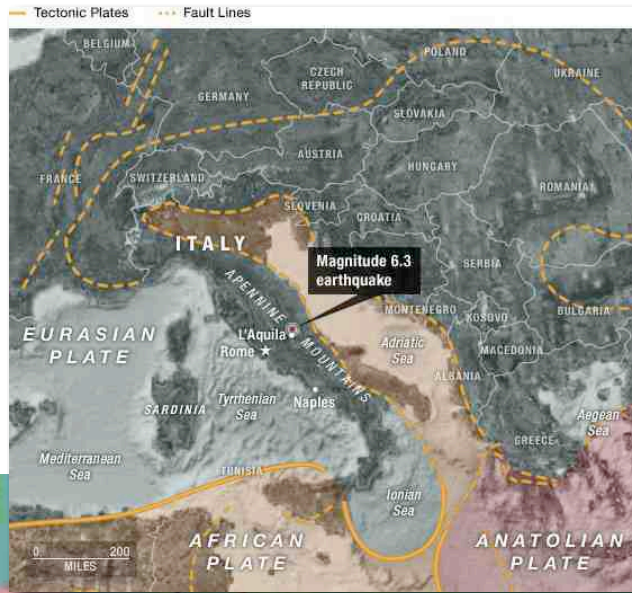 Tectonic Plates
Fault Lines
BELGIUM
POLAND
CZECH
REPUBLIC
UKRAINE
GERMANY
SLOVAKIA
FRANCE
AUSTRIA
SWITZERLAND
HUNGARY
ROMANIA
SLOVENIA
CROATIA
ITALY
Magnitude 6.3
earthquake
SERBIA
APENNINE
MOUNTAINS
MONTENEGRO
KOSOVO
BULGARIA
EURASIAN
PLATE
L'Aquila
Rome
Adriatic
Sea
MACEDONIA
ALBANIA
SARDINIA
Tyrrhenian
Sea
Naples
Aegean
Sea
GREECE
Mediterranean
Sea
TUNISIA
Ionian
Sea
AFRICAN
PLATE
ANATOLIAN
PLATE
0 200
MILES